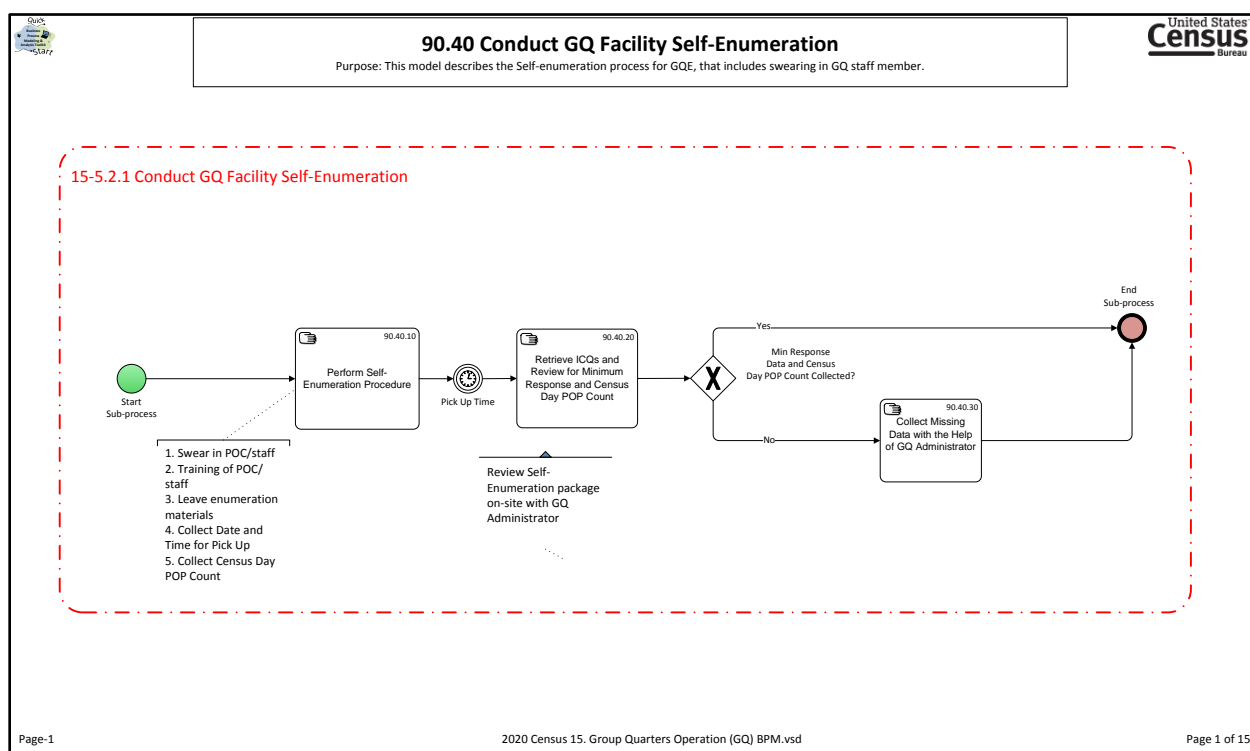 Quick
Business
Process
Modeling &
Analysis Toolkit
Start
90.40 Conduct GQ Facility Self-Enumeration
Purpose: This model describes the Self-enumeration process for GQE, that includes swearing in GQ staff member.
United States
Census
Bureau
15-5.2.1 Conduct GQ Facility Self-Enumeration
Start
Sub-process
90.40.10
Perform Self-
Enumeration Procedure
1. Swear in POC/staff
2. Training of POC/
staff
3. Leave enumeration
materials
4. Collect Date and
Time for Pick Up
5. Collect Census Day
POP Count
Pick Up Time
90.40.20
Retrieve ICQs and
Review for Minimum
Response and Census
Day POP Count
Review Self-
Enumeration package
on-site with GQ
Administrator
X
Min Response
Data and Census
Day POP Count Collected?
Yes
No
90.40.30
Collect Missing
Data with the Help
of GQ Administrator
End
Sub-process
Page-1
2020 Census 15. Group Quarters Operation (GQ) BPM.vsd
Page 1 of 15